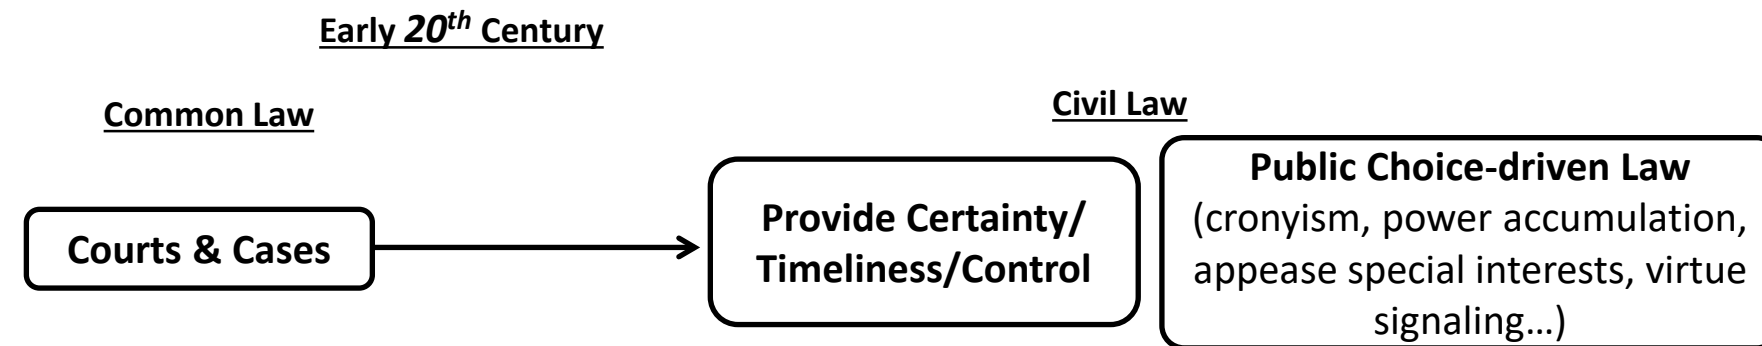 Early 20th Century
Common Law
Civil Law
Courts & Cases
Provide Certainty/
Timeliness/Control
Public Choice-driven Law
(cronyism, power accumulation,
appease special interests, virtue
signaling…)